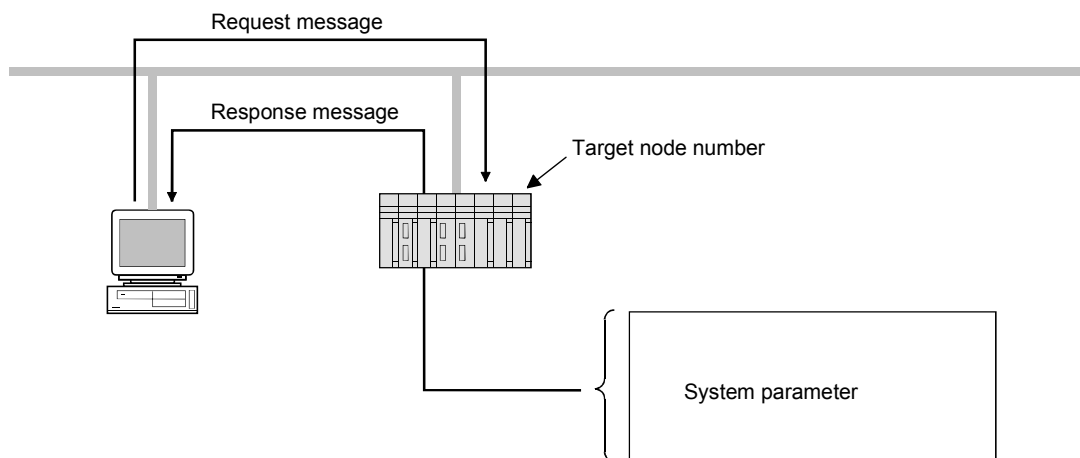 Request message
Response message
Target node number
System parameter